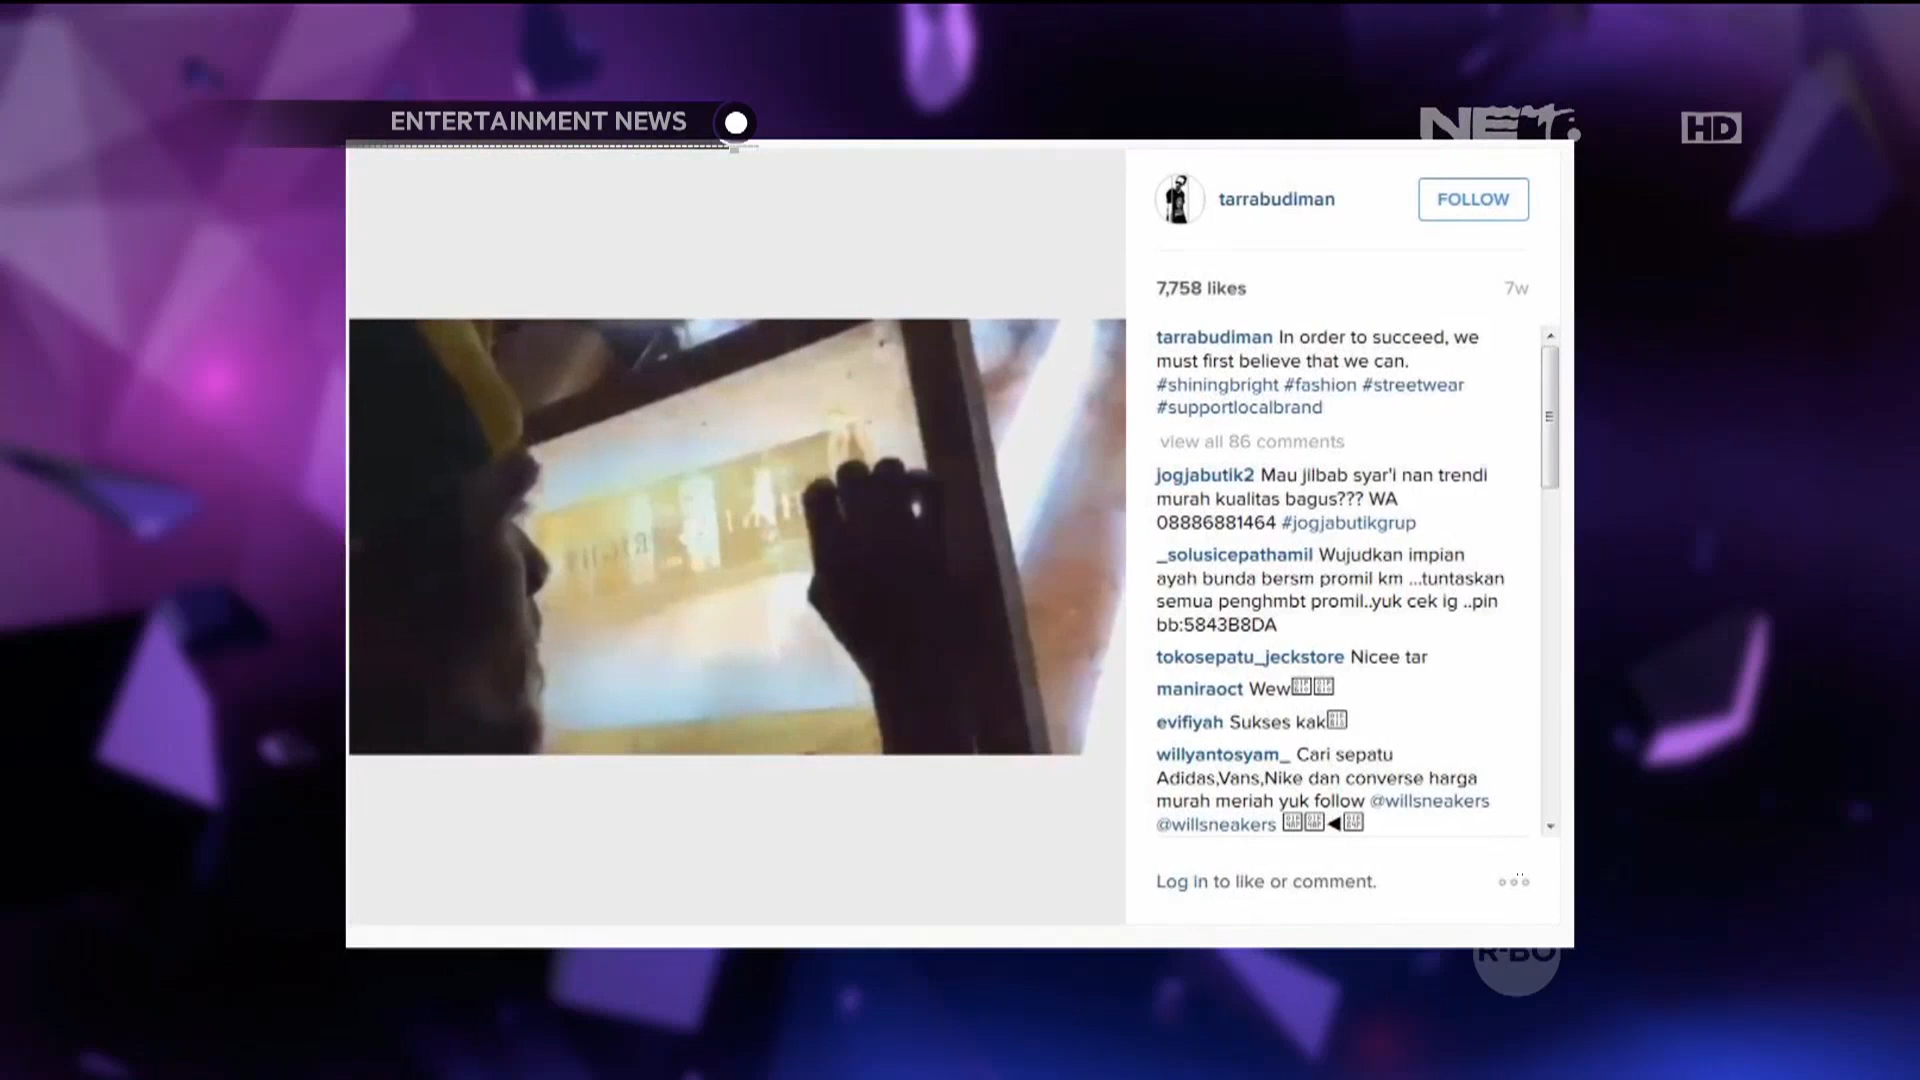 ENTERTAINMENT NEWS
NET.
HD
tarrabudiman
FOLLOW
7,758 likes
7w
tarrabudiman In order to succeed, we
must first believe that we can.
#shiningbright #fashion #streetwear
#supportlocalbrand
view all 86 comments
jogjabutik2 Mau jilbab syar'i nan trendi
murah kualitas bagus??? WA
08886881464 #jogjabutikgrup
_solusicepathamil Wujudkan impian
ayah bunda bersm promil km ...tuntaskan
semua penghmbt promil..yuk cek ig ..pin
bb:5843B8DA
tokosepatu_jeckstore Nicee tar
maniraoct Wew
evifiyah Sukses kak
willyantosyam_ Cari sepatu
Adidas,Vans,Nike dan converse harga
murah meriah yuk follow @willsneakers
@willsneakers
Log in to like or comment.
R-BO